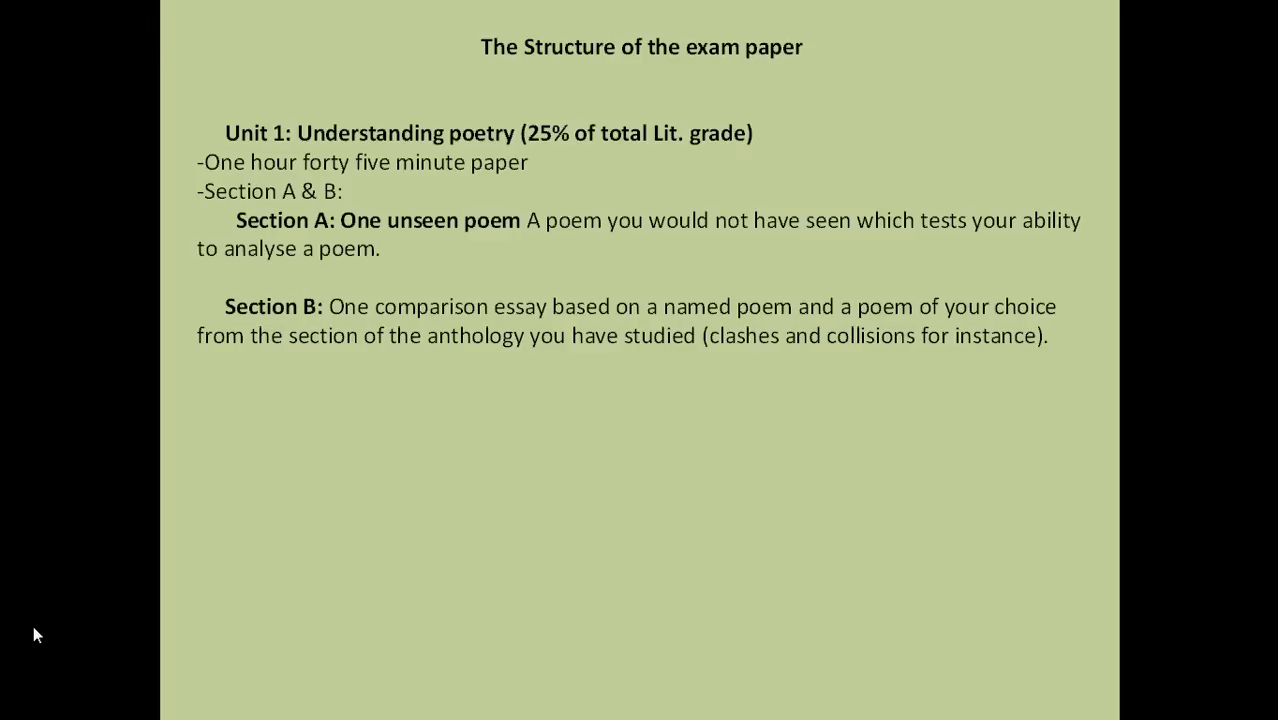 The Structure of the exam paper
Unit 1: Understanding poetry (25% of total Lit. grade)
-One hour forty five minute paper
-Section A & B:
Section A: One unseen poem A poem you would not have seen which tests your ability
to analyse a poem.
Section B: One comparison essay based on a named poem and a poem of your choice
from the section of the anthology you have studied (clashes and collisions for instance).